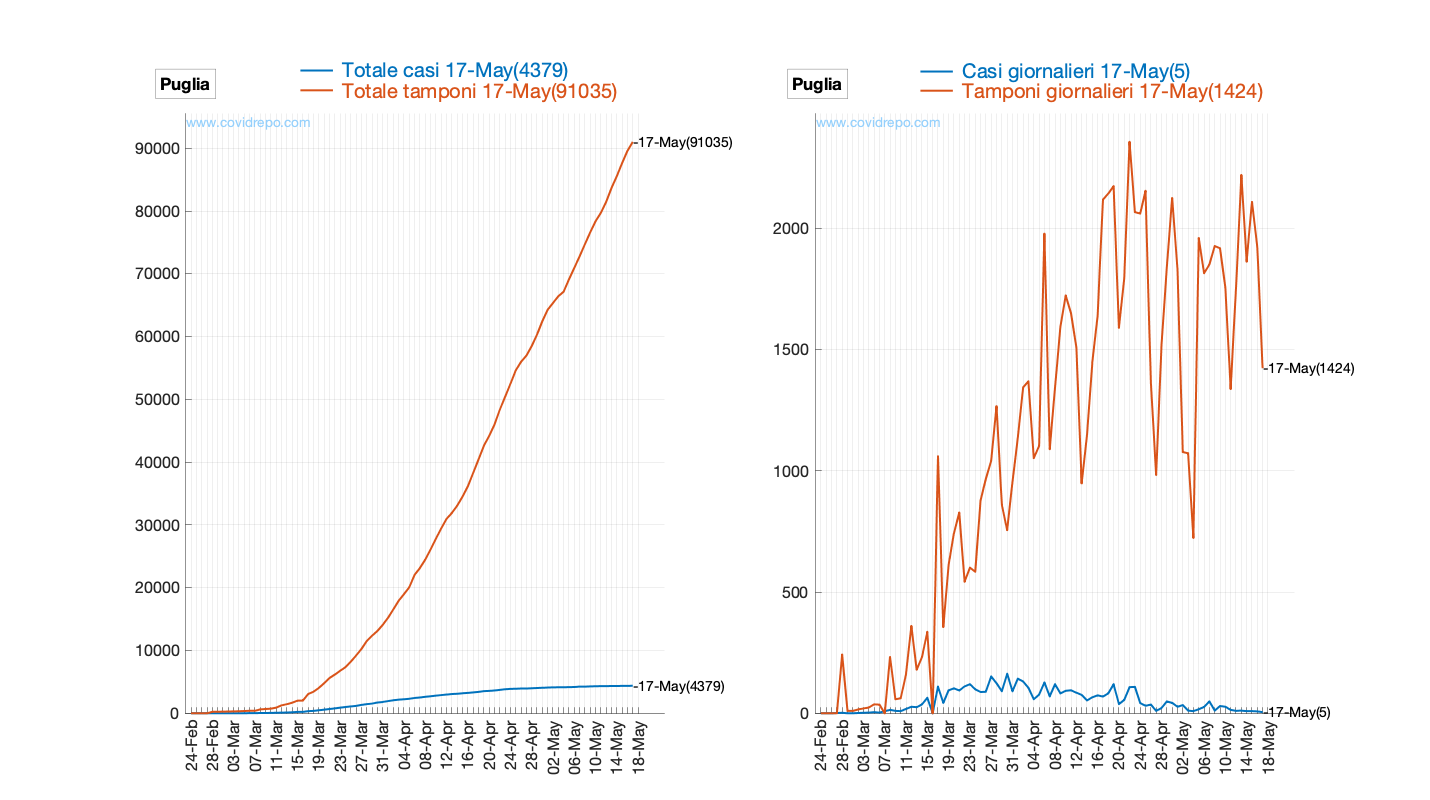 Puglia
Totale casi 17-May(4379)
Totale tamponi 17-May(91035)
www.covidrepo.com
90000
80000
70000
60000
50000
40000
30000
20000
10000
0
-17-May(91035)
-17-May(4379)
24-Feb
28-Feb
03-Mar
07-Mar
11-Mar
15-Mar
19-Mar
23-Mar
27-Mar
31-Mar
04-Apr
08-Apr
12-Apr
16-Apr
20-Apr
24-Apr
28-Apr
02-May
06-May
10-May
14-May
18-May
Puglia
Casi giornalieri 17-May(5)
Tamponi giornalieri 17-May(1424)
www.covidrepo.com
2000
1500
1000
500
0
-17-May(1424)
-17-May(5)
24-Feb
28-Feb
03-Mar
07-Mar
11-Mar
15-Mar
19-Mar
23-Mar
27-Mar
31-Mar
04-Apr
08-Apr
12-Apr
16-Apr
20-Apr
24-Apr
28-Apr
02-May
06-May
10-May
14-May
18-May